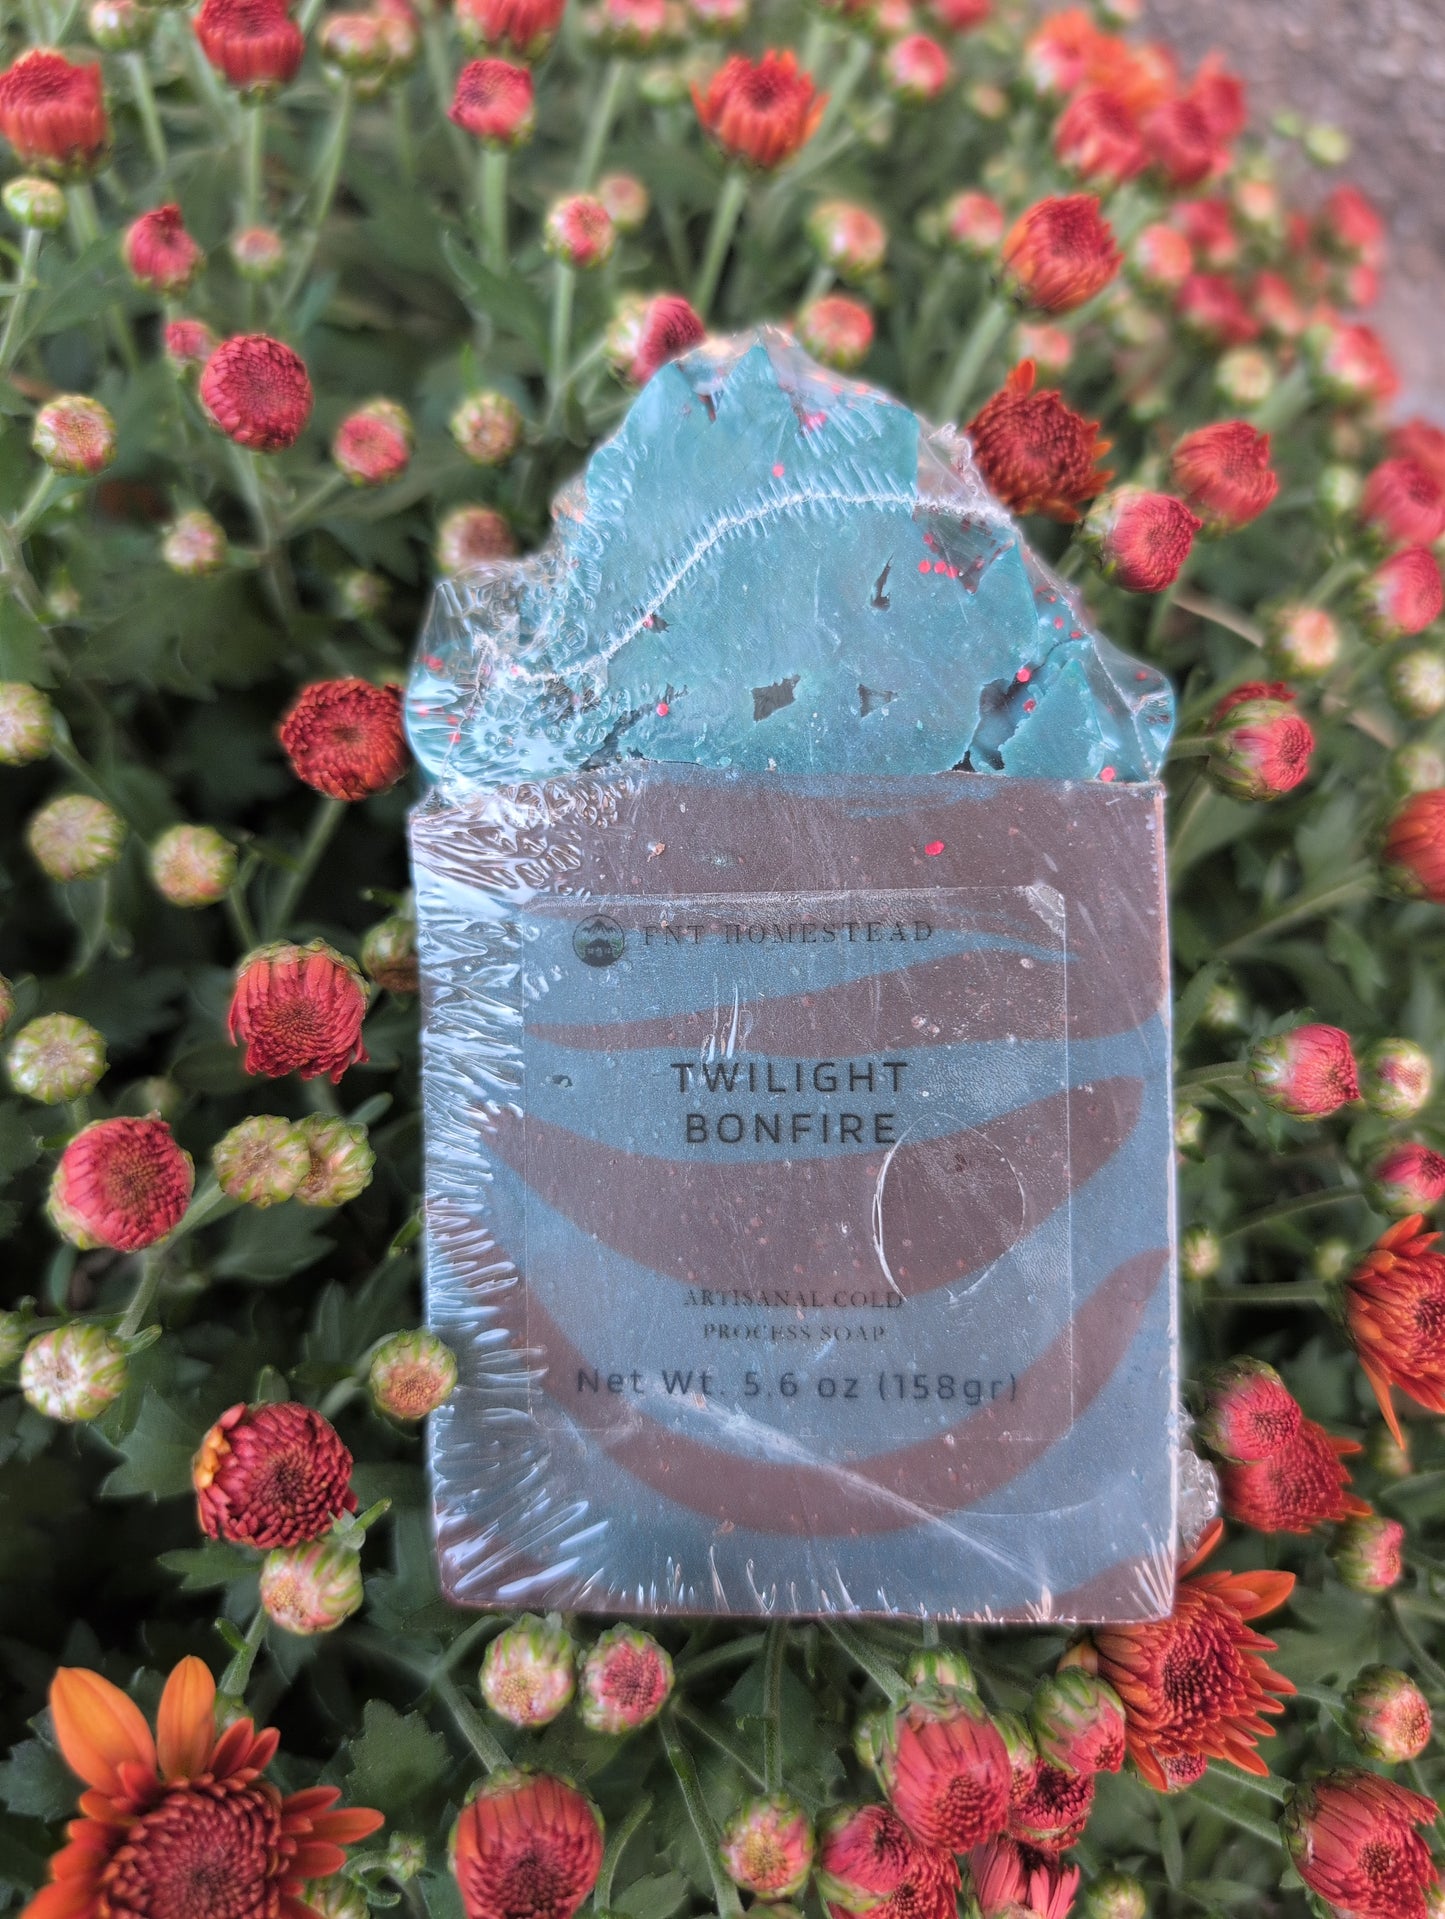 FNT HOMESTEAD
TWILIGHT
BONFIRE
ARTISANAL COLD
PROCESS SOAP
Net Wt. 5.6 oz (158gr)